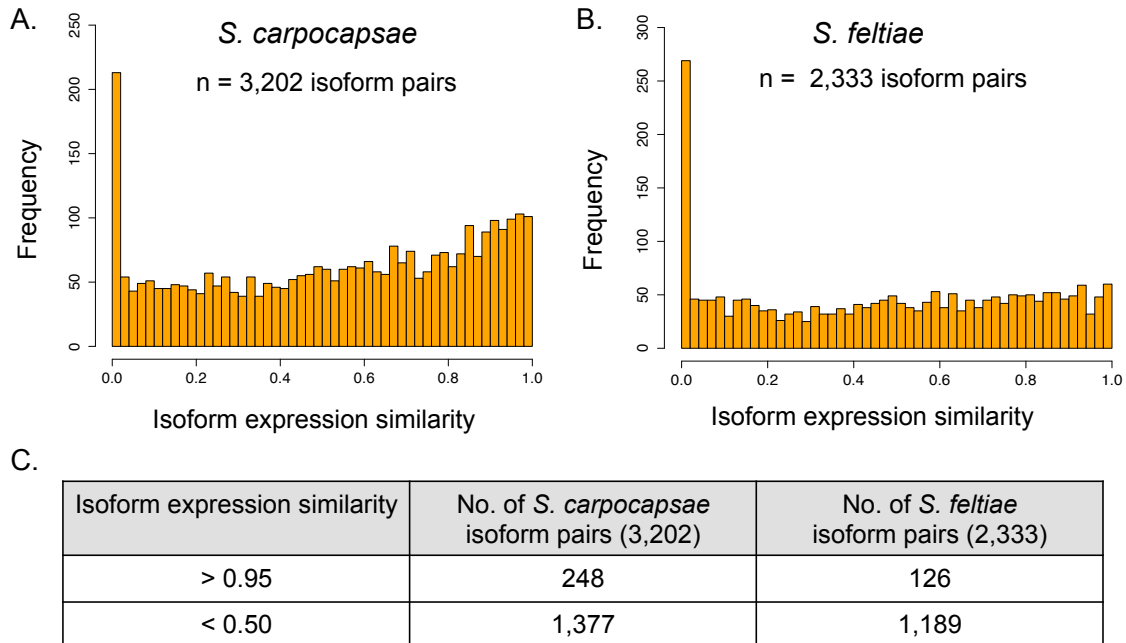 A.
S. carpocapsae
n = 3,202 isoform pairs
Frequency
250
200
150
100
50
0
0.0 0.2 0.4 0.6 0.8 1.0
Isoform expression similarity
B.
S. feltiae
n = 2,333 isoform pairs
Frequency
300
250
200
150
100
50
0
0.0 0.2 0.4 0.6 0.8 1.0
Isoform expression similarity
C.
Isoform expression similarity No. of S. carpocapsae No. of S. feltiae
isoform pairs (3,202) isoform pairs (2,333)
> 0.95 248 126
< 0.50 1,377 1,189